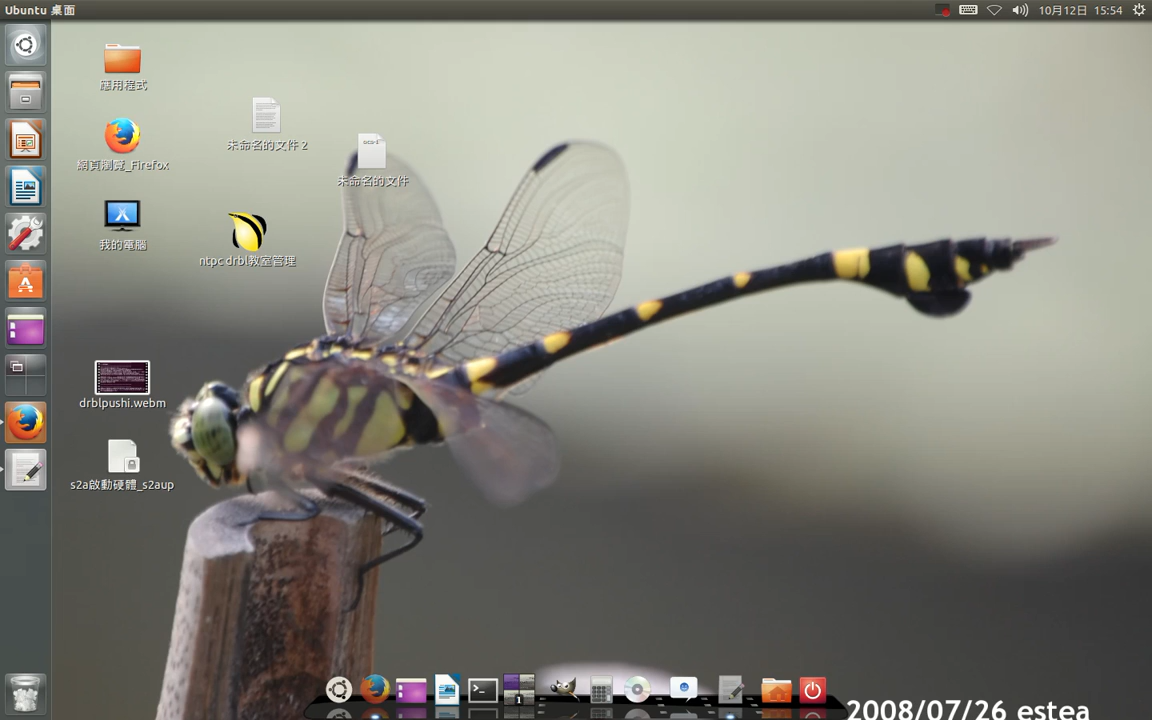 Ubuntu 桌面
10月12日 15:54
應用程式
未命名的文件 2
網頁瀏覽_Firefox
未命名的文件
我的電腦
ntpc drbl教室管理
drblpushi.webm
s2a啟動硬體_s2aup
2008/07/26 estea